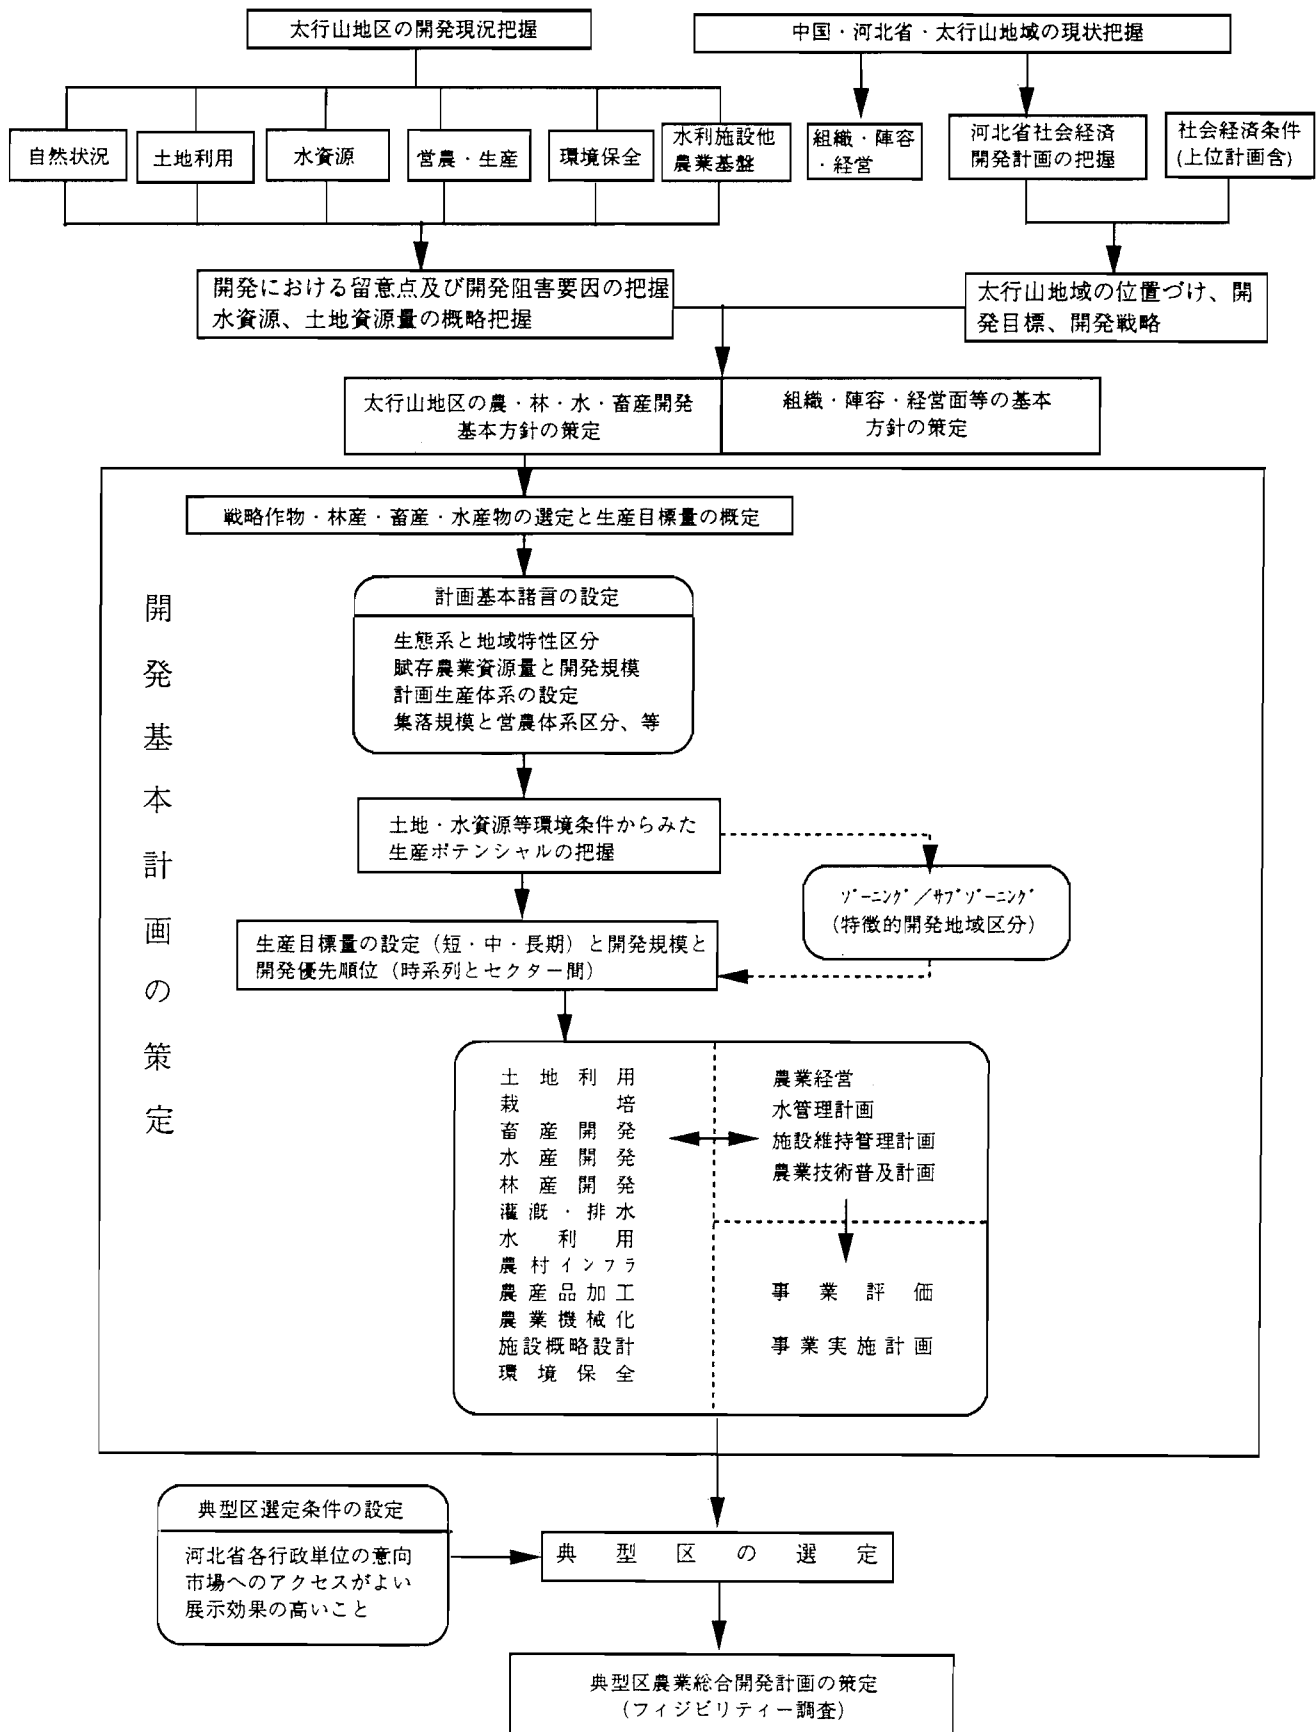 太行山地区の開発現況把握
中国・河北省・太行山地域の現状把握
自然状況
土地利用
水資源
営農・生産
環境保全
水利施設他
農業基盤
組織・陣容
・経営
河北省社会経済
開発計画の把握
社会経済条件
(上位計画含)
開発における留意点及び開発阻害要因の把握
水資源、土地資源量の概略把握
太行山地域の位置づけ、開
発目標、開発戦略
太行山地区の農・林・水・畜産開発
基本方針の策定
組織・陣容・経営面等の基本
方針の策定
開発基本計画の策定
戦略作物・林産・畜産・水産物の選定と生産目標量の概定
計画基本諸言の設定
生態系と地域特性区分
賦存農業資源量と開発規模
計画生産体系の設定
集落規模と営農体系区分、等
土地・水資源等環境条件からみた
生産ポテンシャルの把握
ｿﾞｰﾆﾝｸﾞ／ｻﾌﾞｿﾞｰﾆﾝｸﾞ
(特徴的開発地域区分)
生産目標量の設定（短・中・長期）と開発規模と
開発優先順位（時系列とセクター間）
土地利用
栽培
畜産開発
水産開発
林産開発
灌漑・排水
水利用
農村インフラ
農産品加工
農業機械化
施設概略設計
環境保全
農業経営
水管理計画
施設維持管理計画
農業技術普及計画
事業評価
事業実施計画
典型区選定条件の設定
河北省各行政単位の意向
市場へのアクセスがよい
展示効果の高いこと
典型区の選定
典型区農業総合開発計画の策定
(フィジビリティー調査)